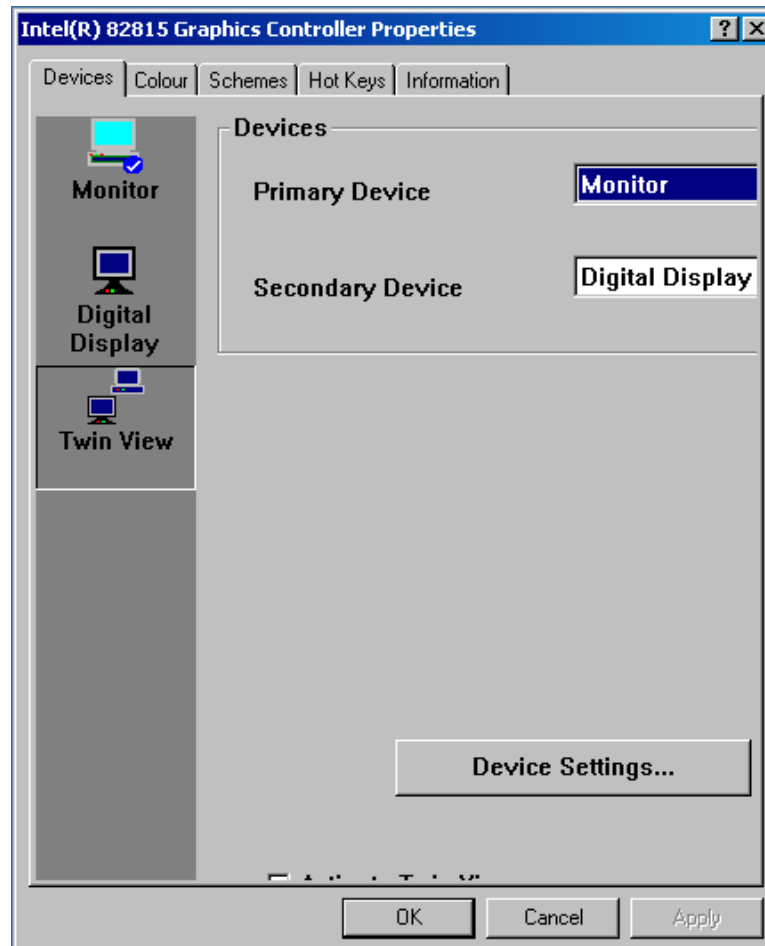 Intel(R) 82815 Graphics Controller Properties
Devices Colour Schemes Hot Keys Information
Devices
Monitor
Primary Device Monitor
Secondary Device Digital Display
Digital
Display
Twin View
Device Settings...
OK Cancel Apply